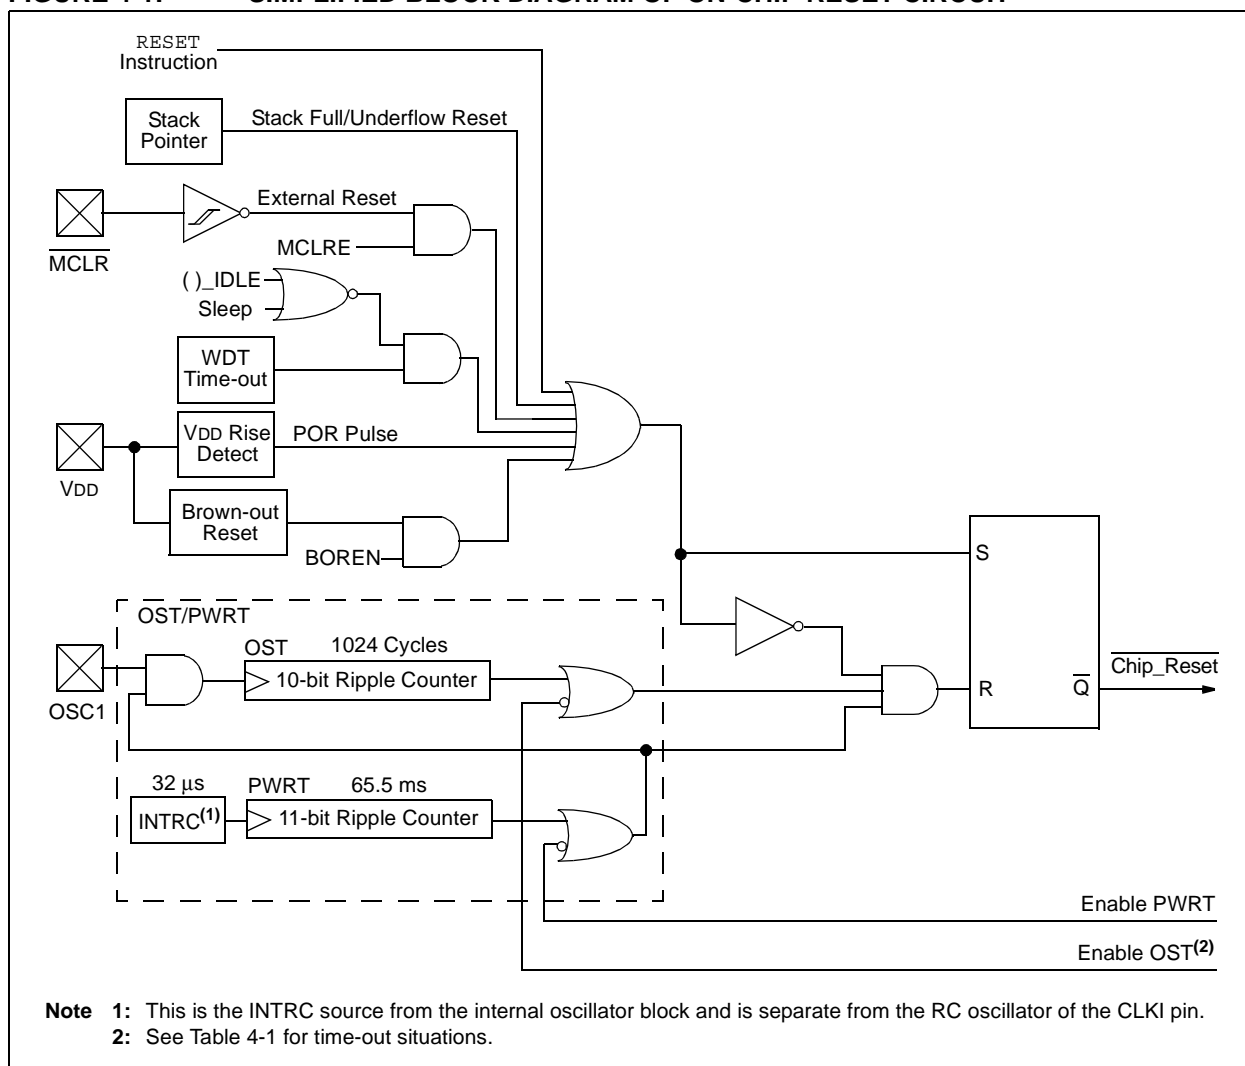 RESET
Instruction
Stack
Pointer
Stack Full/Underflow Reset
External Reset
MCLRE
MCLR
( )_IDLE
Sleep
WDT
Time-out
VDD Rise
Detect
POR Pulse
VDD
Brown-out
Reset
BOREN
S
OST/PWRT
OST 1024 Cycles
10-bit Ripple Counter
OSC1
R
Q
Chip_Reset
32 μs
PWRT 65.5 ms
INTRC(1)
11-bit Ripple Counter
Enable PWRT
Enable OST(2)
Note 1: This is the INTRC source from the internal oscillator block and is separate from the RC oscillator of the CLKI pin.
2: See Table 4-1 for time-out situations.